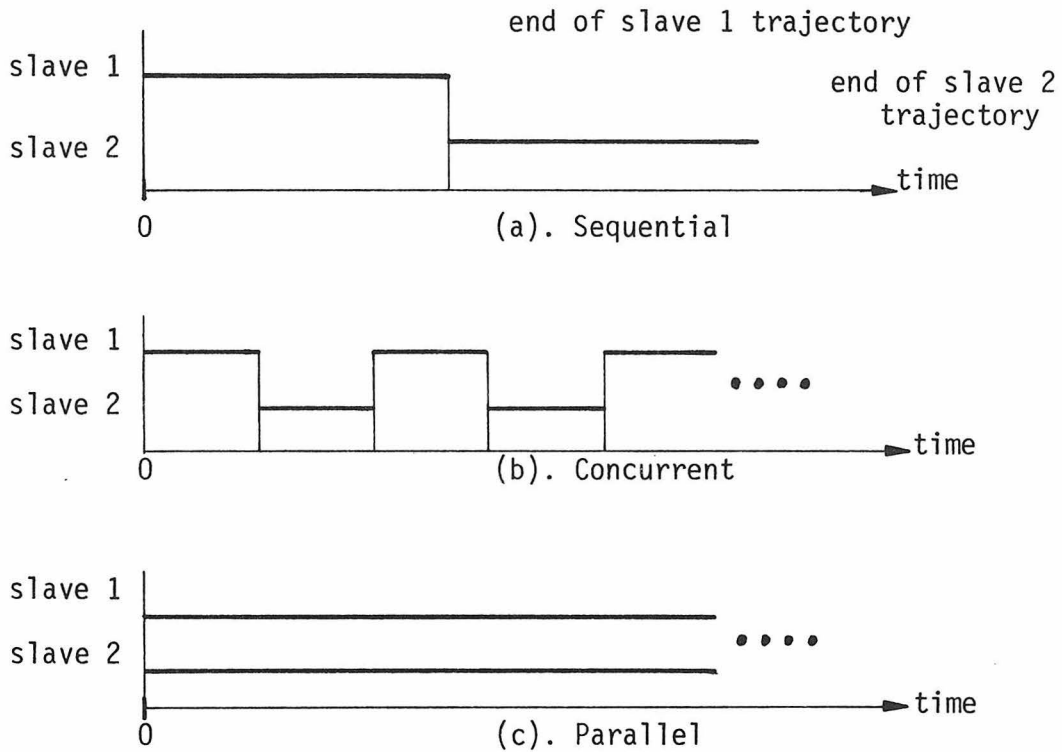 end of slave 1 trajectory
slave 1
end of slave 2
trajectory
slave 2
time
0
(a). Sequential
slave 1
slave 2
time
0
(b). Concurrent
slave 1
slave 2
time
0
(c). Parallel